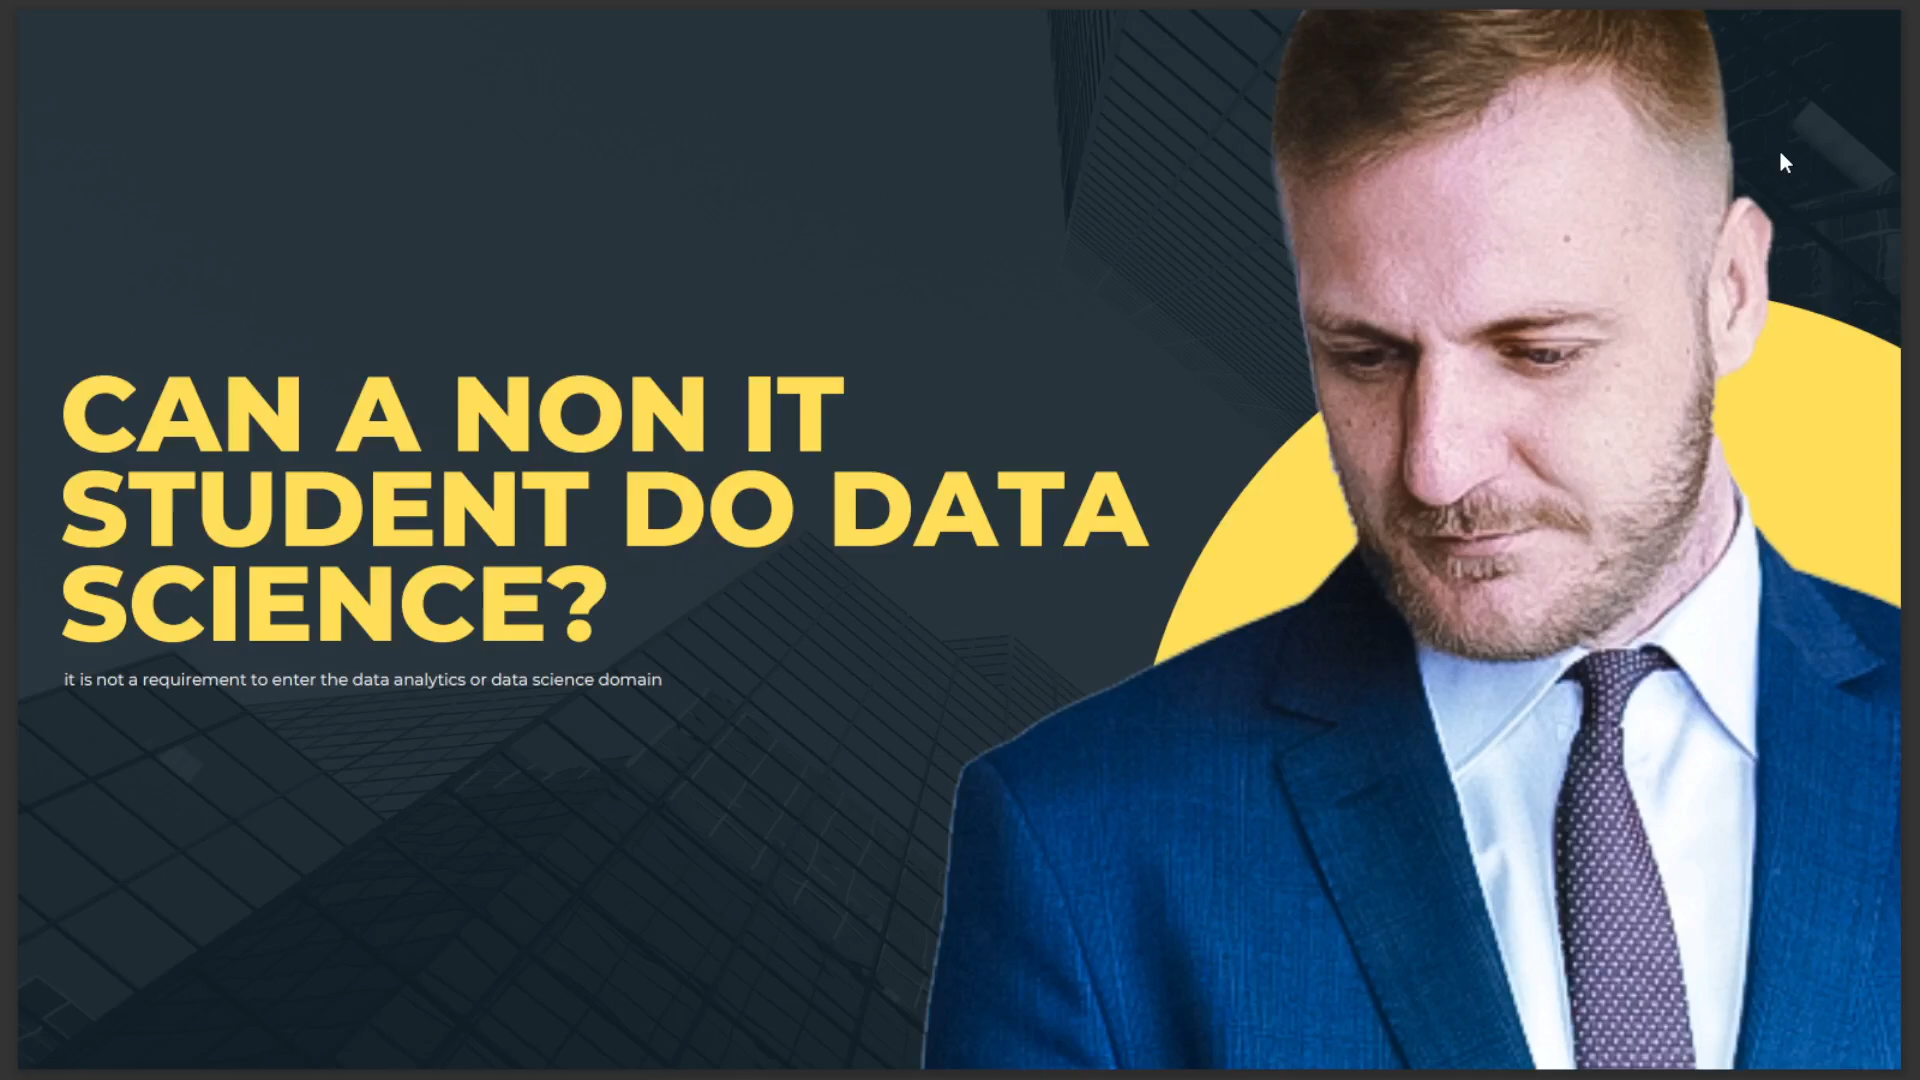 CAN A NON IT
STUDENT DO DATA
SCIENCE?
it is not a requirement to enter the data analytics or data science domain